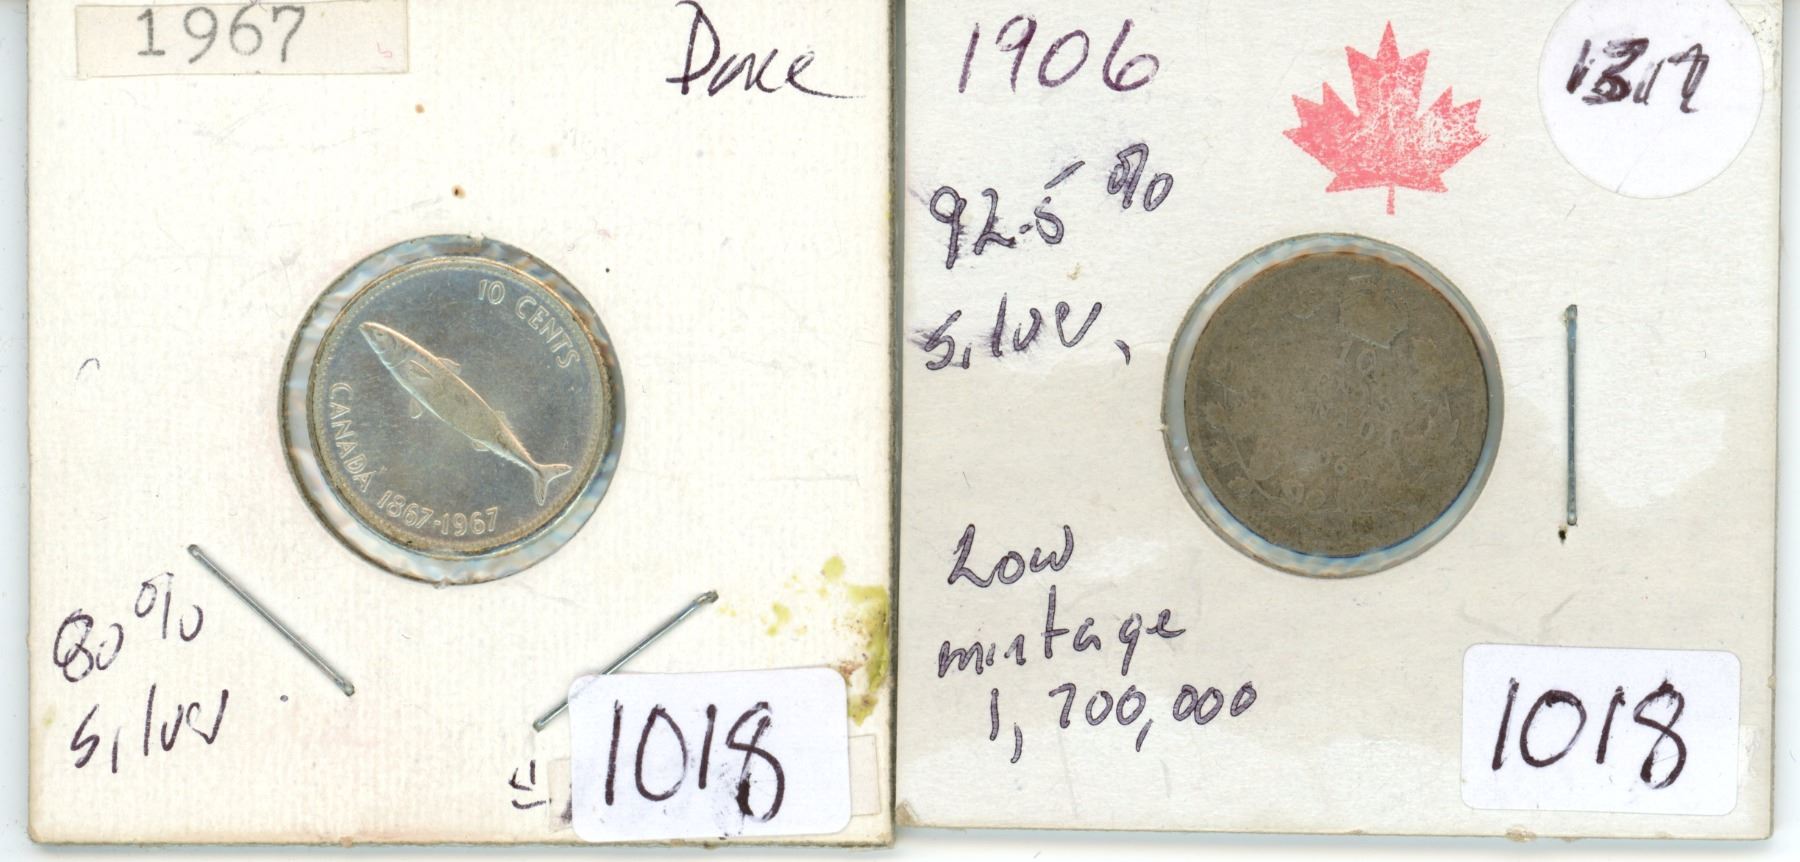 1967
10 CENTS
CANADA 1867-1967
80% silver
1018
1906
92.5%
silver,
10
Low
mintage
1,700,000
1018